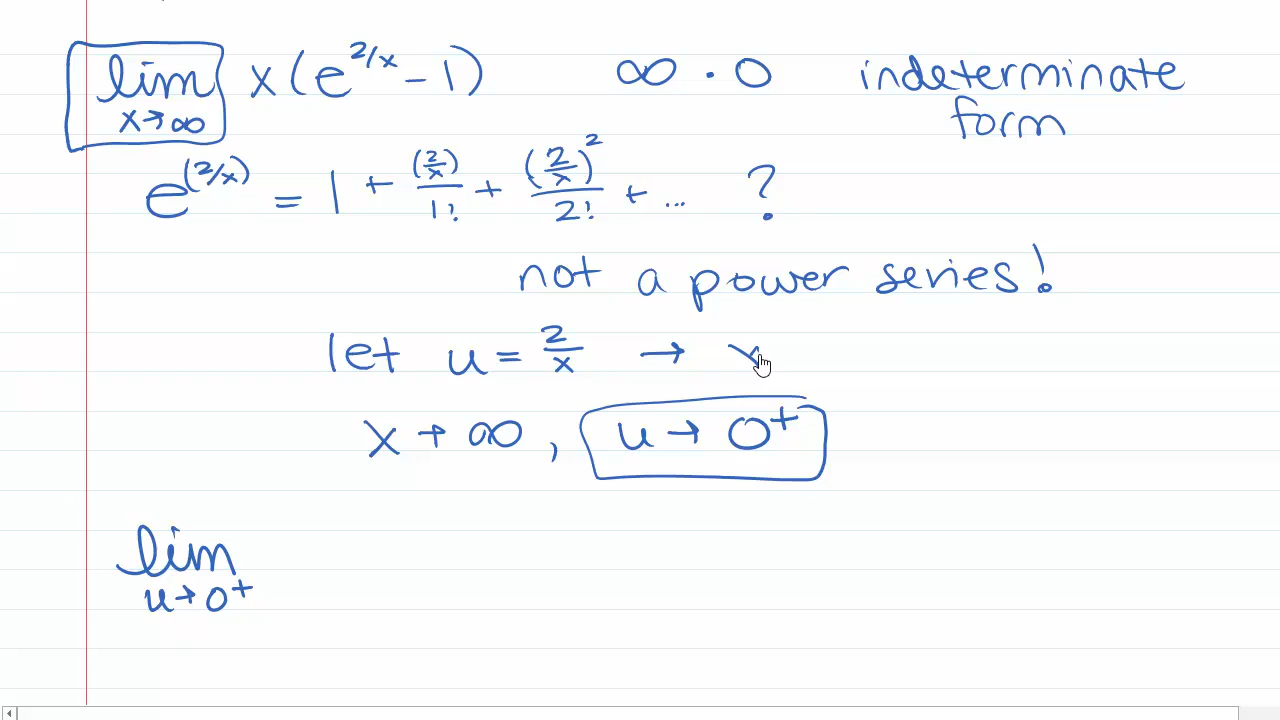 lim x→∞ x(e^(2/x) - 1) ∞ · 0 indeterminate form
e^(2/x) = 1 + (2/x)/1! + (2/x)²/2! + ... ?
not a power series!
let u = 2/x → x
x → ∞, u → 0⁺
lim u→0⁺